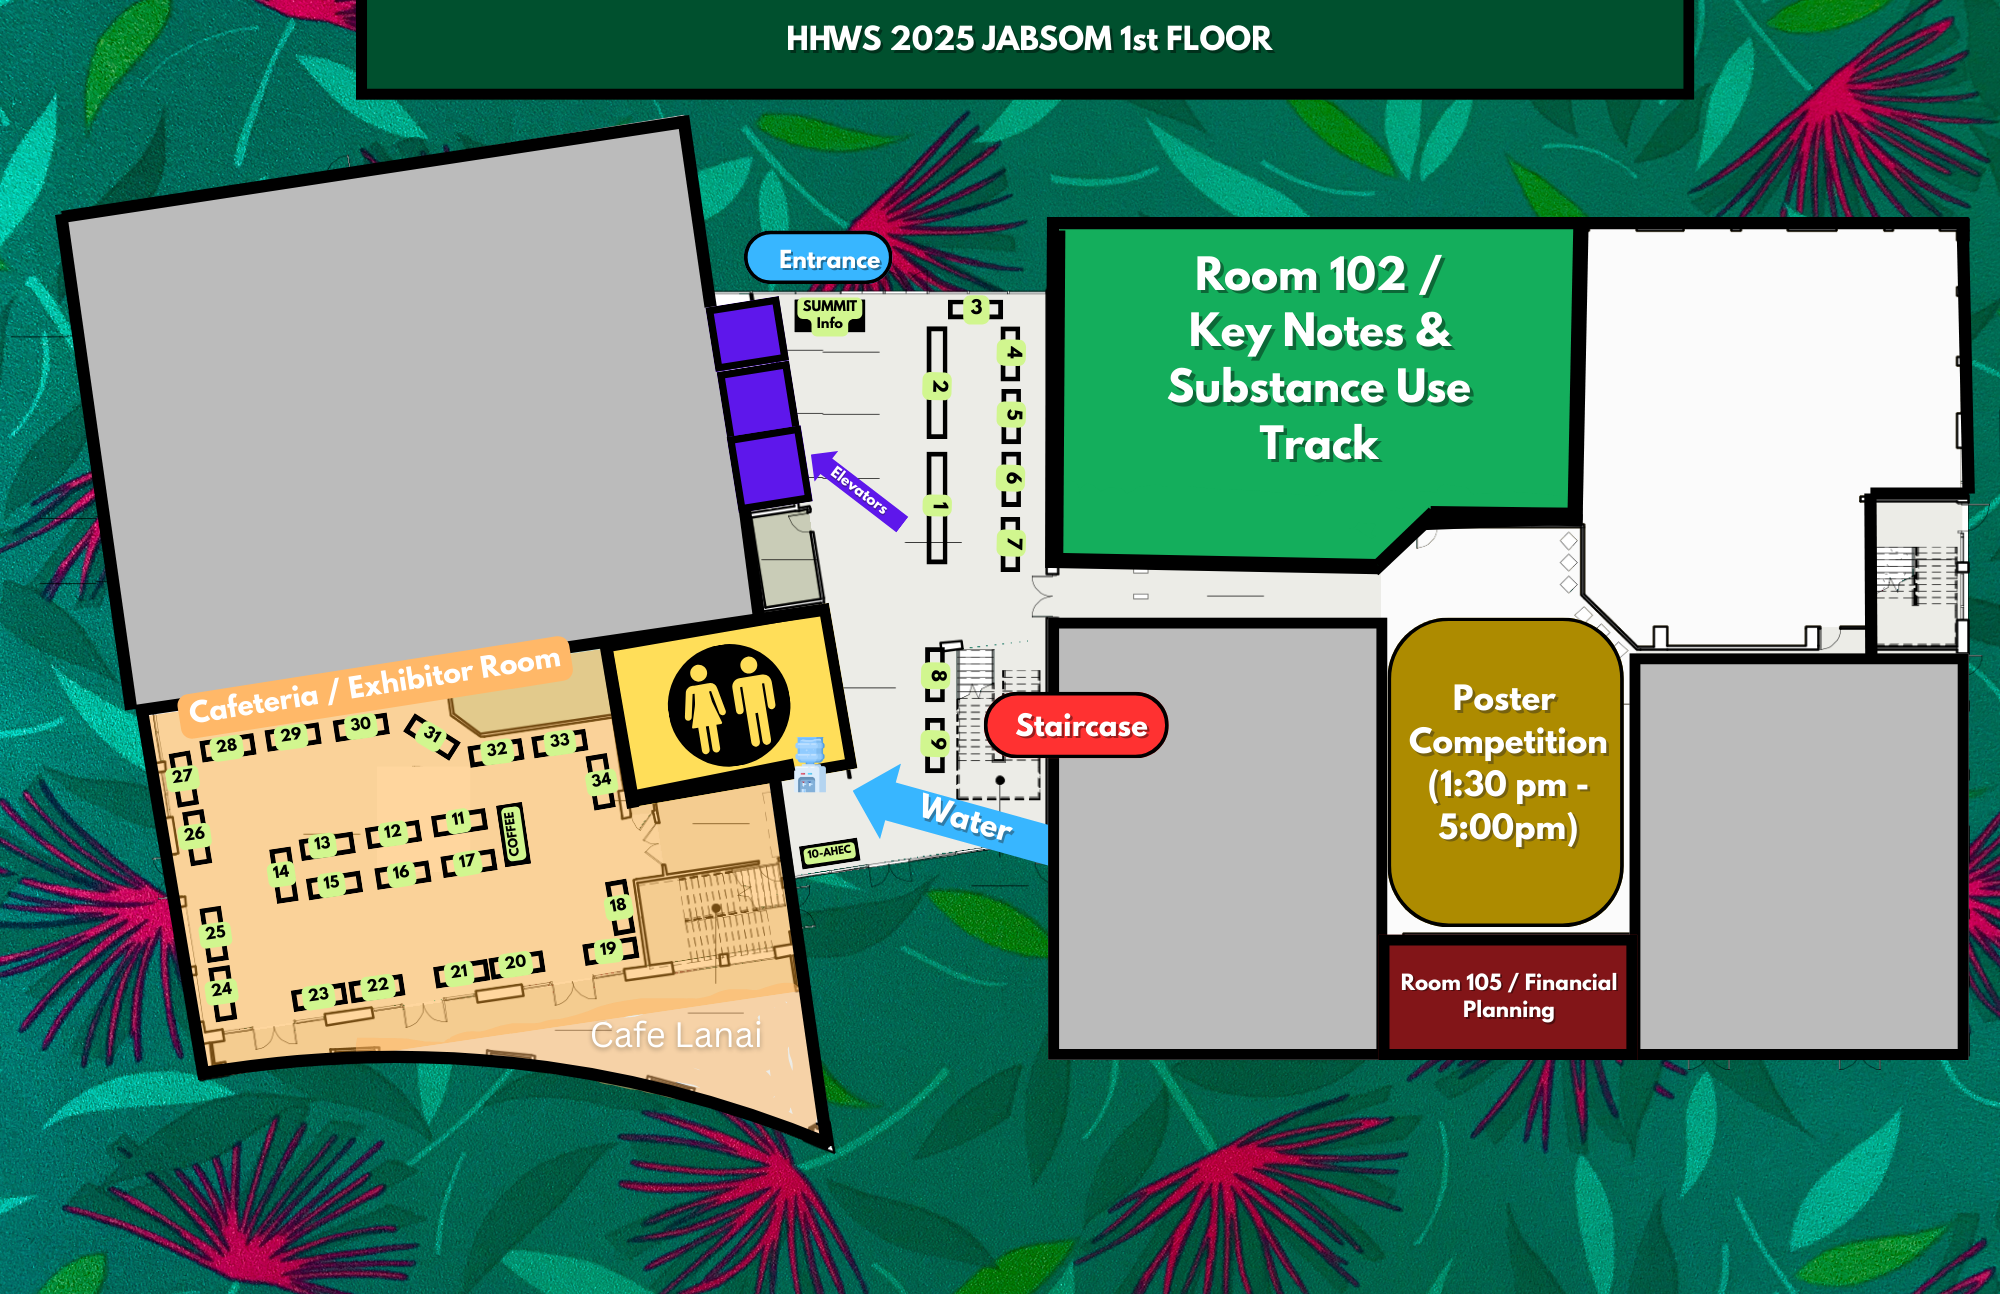 HHWS 2025 JABSOM 1st FLOOR
Entrance
SUMMIT
Info
3
4
2
5
6
1
7
Elevators
Room 102 /
Key Notes &
Substance Use
Track
Cafeteria / Exhibitor Room
8
9
Staircase
Water
10-AHEC
Poster
Competition
(1:30 pm -
5:00pm)
Room 105 / Financial
Planning
27
28
29
30
31
32
33
34
26
13
12
11
COFFEE
14
15
16
17
18
25
24
23
22
21
20
19
Cafe Lanai